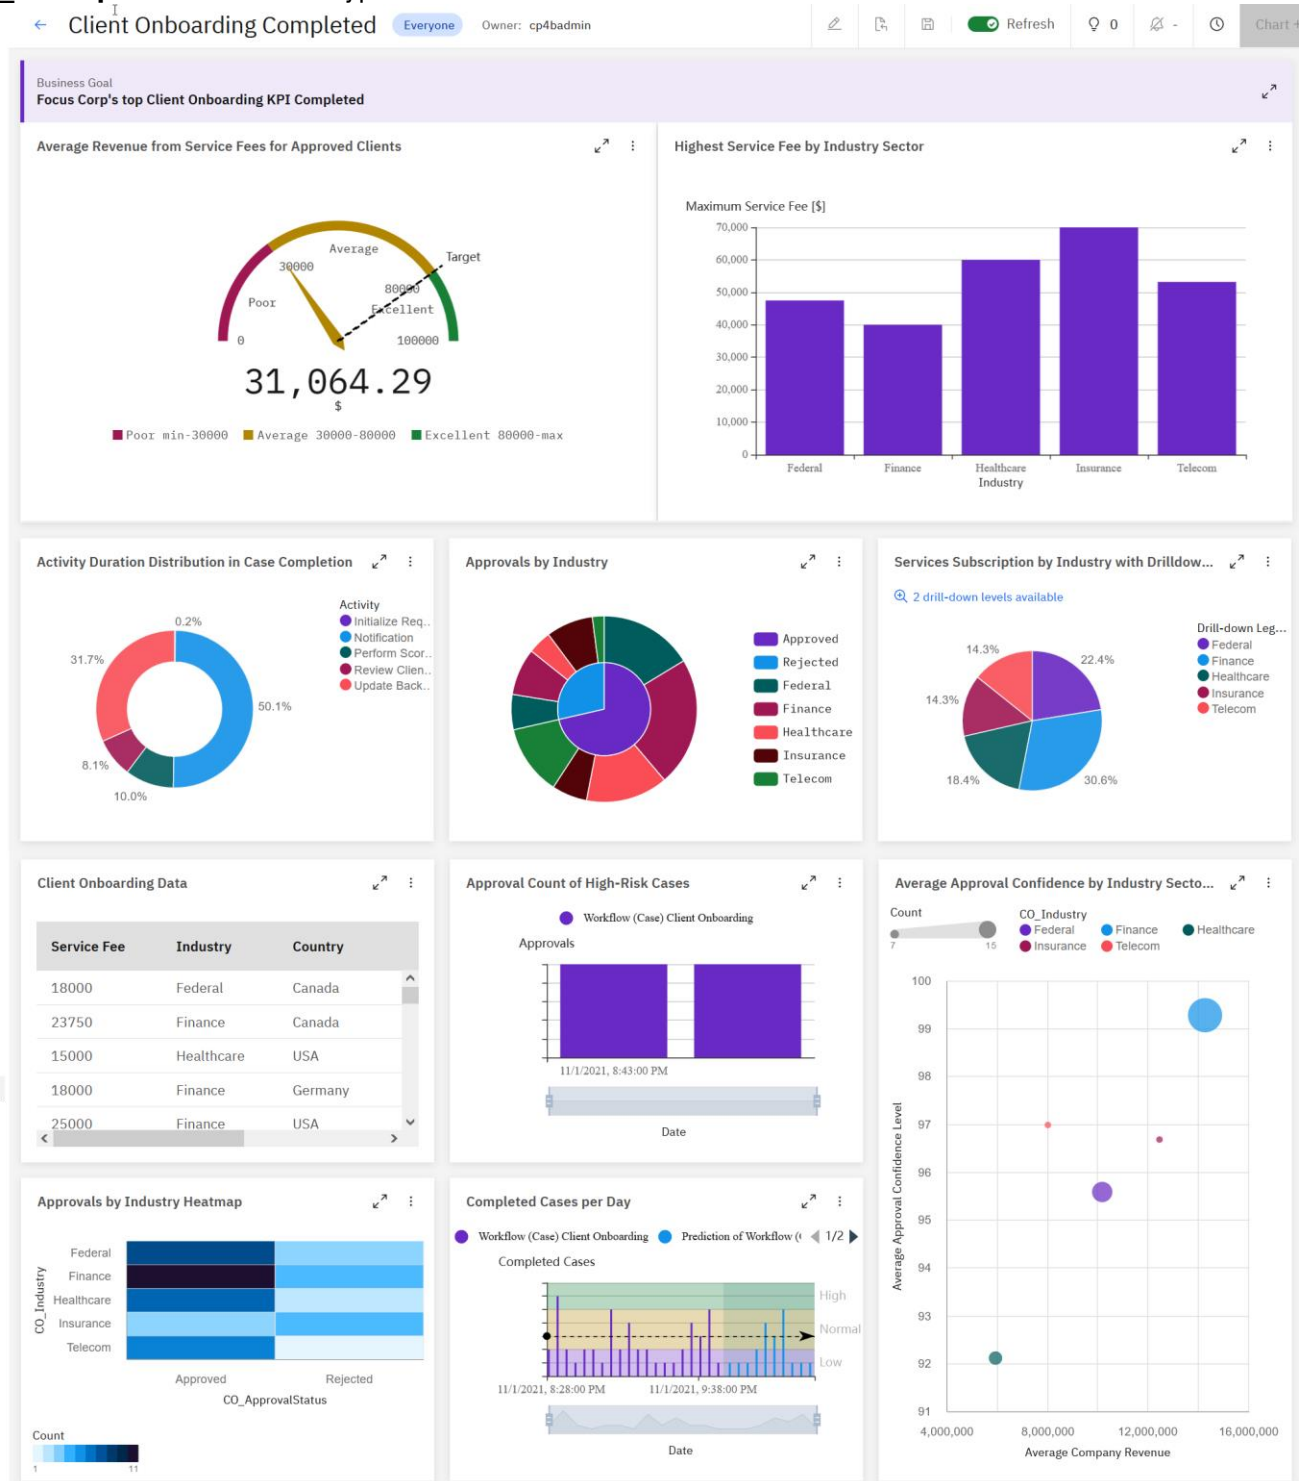 Client Onboarding Completed
Everyone
Owner: cp4badmin
Refresh
0
-
Chart +
Business Goal
Focus Corp's top Client Onboarding KPI Completed
Average Revenue from Service Fees for Approved Clients
Average
Target
30000
80000
Poor
Excellent
0
100000
31,064.29
$
Poor min-30000
Average 30000-80000
Excellent 80000-max
Highest Service Fee by Industry Sector
Maximum Service Fee [$]
70,000
60,000
50,000
40,000
30,000
20,000
10,000
0
Federal
Finance
Healthcare
Insurance
Telecom
Industry
Activity Duration Distribution in Case Completion
Activity
Initialize Req..
Notification
Perform Scor..
Review Clien..
Update Back..
0.2%
31.7%
50.1%
8.1%
10.0%
Approvals by Industry
Approved
Rejected
Federal
Finance
Healthcare
Insurance
Telecom
Services Subscription by Industry with Drilldow...
2 drill-down levels available
Drill-down Leg...
Federal
Finance
Healthcare
Insurance
Telecom
14.3%
22.4%
14.3%
18.4%
30.6%
Client Onboarding Data
Service Fee Industry Country
18000 Federal Canada
23750 Finance Canada
15000 Healthcare USA
18000 Finance Germany
25000 Finance USA
Approval Count of High-Risk Cases
Workflow (Case) Client Onboarding
Approvals
11/1/2021, 8:43:00 PM
Date
Average Approval Confidence by Industry Secto...
Count
7
15
CO_Industry
Federal
Finance
Healthcare
Insurance
Telecom
100
99
98
97
96
95
94
93
92
91
Average Approval Confidence Level
4,000,000
8,000,000
12,000,000
16,000,000
Average Company Revenue
Approvals by Industry Heatmap
CO_Industry
Federal
Finance
Healthcare
Insurance
Telecom
Approved
Rejected
CO_ApprovalStatus
Count
1
11
Completed Cases per Day
Workflow (Case) Client Onboarding
Prediction of Workflow (
1/2
Completed Cases
High
Normal
Low
11/1/2021, 8:28:00 PM
11/1/2021, 9:38:00 PM
Date